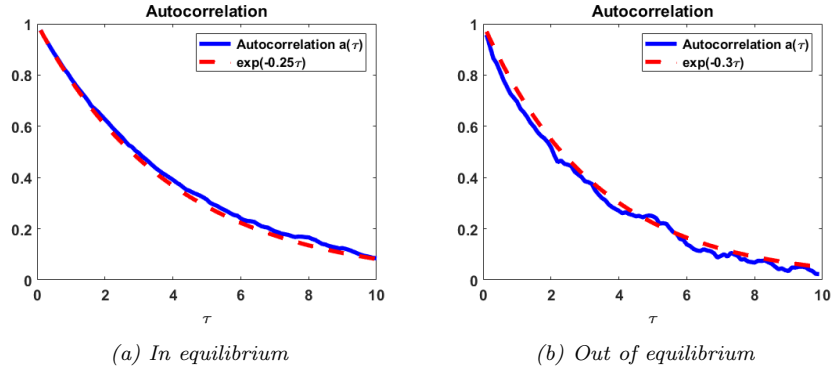 Autocorrelation
Autocorrelation a(τ)
exp(-0.25τ)
1
0.8
0.6
0.4
0.2
0
0 2 4 6 8 10
τ
(a) In equilibrium
Autocorrelation
Autocorrelation a(τ)
exp(-0.3τ)
1
0.8
0.6
0.4
0.2
0
0 2 4 6 8 10
τ
(b) Out of equilibrium